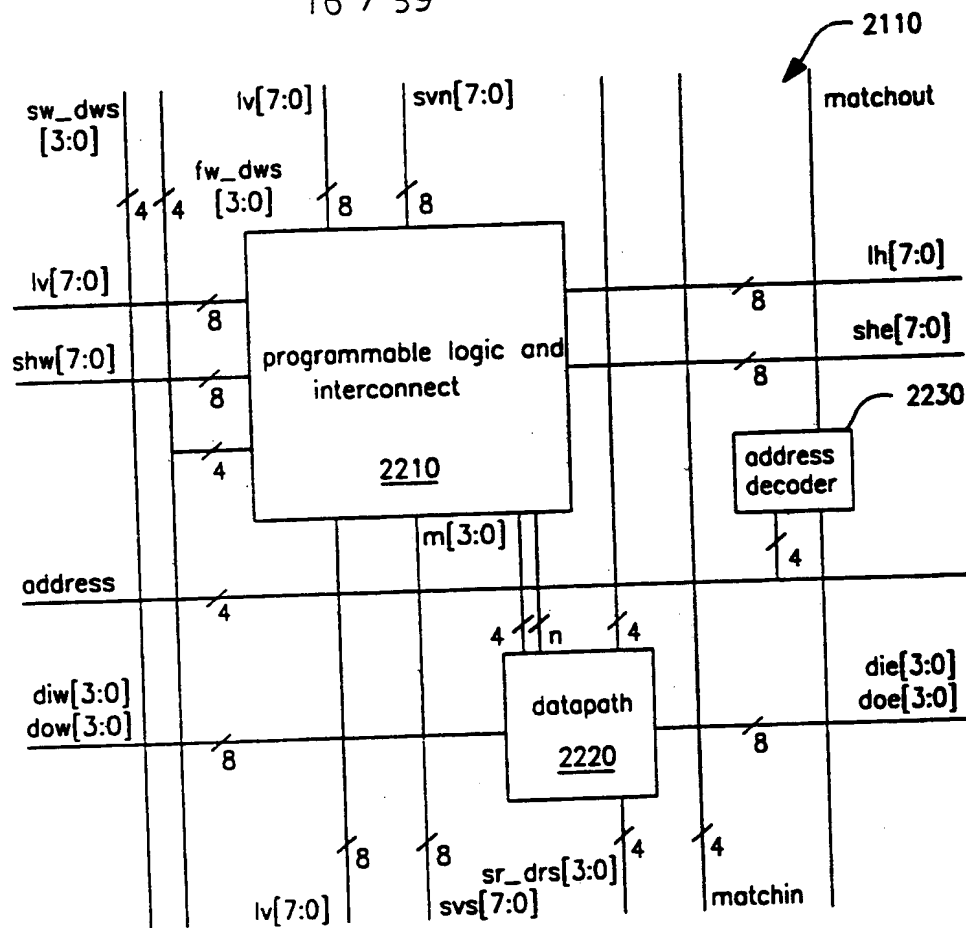 16 / 39
2110
sw_dws
[3:0]
lv[7:0]
svn[7:0]
matchout
fw_dws
[3:0]
4
4
8
8
lv[7:0]
8
lh[7:0]
8
shw[7:0]
8
she[7:0]
8
programmable logic and
interconnect
2210
4
2230
address
decoder
m[3:0]
4
address
4
4
n
4
diw[3:0]
dow[3:0]
8
datapath
2220
die[3:0]
doe[3:0]
8
8
8
4
4
lv[7:0]
svs[7:0]
sr_drs[3:0]
matchin